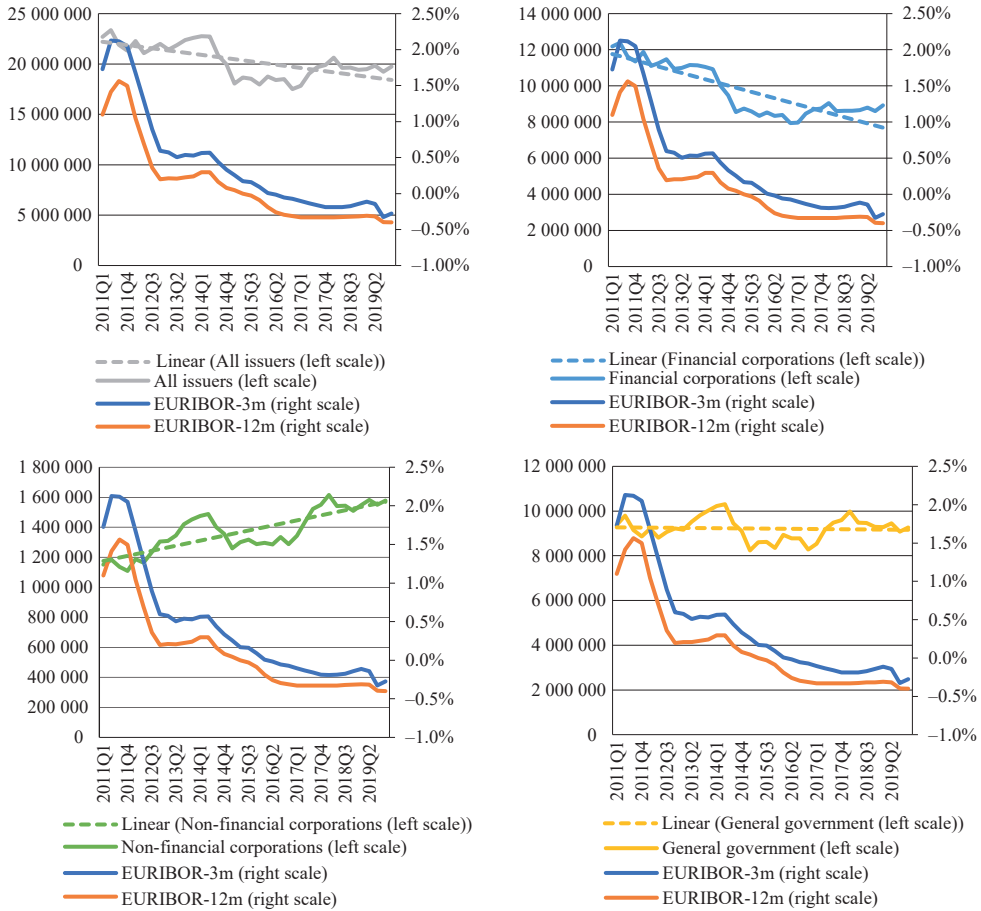 25 000 000
20 000 000
15 000 000
10 000 000
5 000 000
0
2.50%
2.00%
1.50%
1.00%
0.50%
0.00%
–0.50%
–1.00%
2011Q1
2011Q4
2012Q3
2013Q2
2014Q1
2014Q4
2015Q3
2016Q2
2017Q1
2017Q4
2018Q3
2019Q2
Linear (All issuers (left scale))
All issuers (left scale)
EURIBOR-3m (right scale)
EURIBOR-12m (right scale)
14 000 000
12 000 000
10 000 000
8 000 000
6 000 000
4 000 000
2 000 000
0
2.50%
2.00%
1.50%
1.00%
0.50%
0.00%
–0.50%
–1.00%
2011Q1
2011Q4
2012Q3
2013Q2
2014Q1
2014Q4
2015Q3
2016Q2
2017Q1
2017Q4
2018Q3
2019Q2
Linear (Financial corporations (left scale))
Financial corporations (left scale)
EURIBOR-3m (right scale)
EURIBOR-12m (right scale)
1 800 000
1 600 000
1 400 000
1 200 000
1 000 000
800 000
600 000
400 000
200 000
0
2.5%
2.0%
1.5%
1.0%
0.5%
0.0%
–0.5%
–1.0%
2011Q1
2011Q4
2012Q3
2013Q2
2014Q1
2014Q4
2015Q3
2016Q2
2017Q1
2017Q4
2018Q3
2019Q2
Linear (Non-financial corporations (left scale))
Non-financial corporations (left scale)
EURIBOR-3m (right scale)
EURIBOR-12m (right scale)
12 000 000
10 000 000
8 000 000
6 000 000
4 000 000
2 000 000
0
2.5%
2.0%
1.5%
1.0%
0.5%
0.0%
–0.5%
–1.0%
2011Q1
2011Q4
2012Q3
2013Q2
2014Q1
2014Q4
2015Q3
2016Q2
2017Q1
2017Q4
2018Q3
2019Q2
Linear (General government (left scale))
General government (left scale)
EURIBOR-3m (right scale)
EURIBOR-12m (right scale)